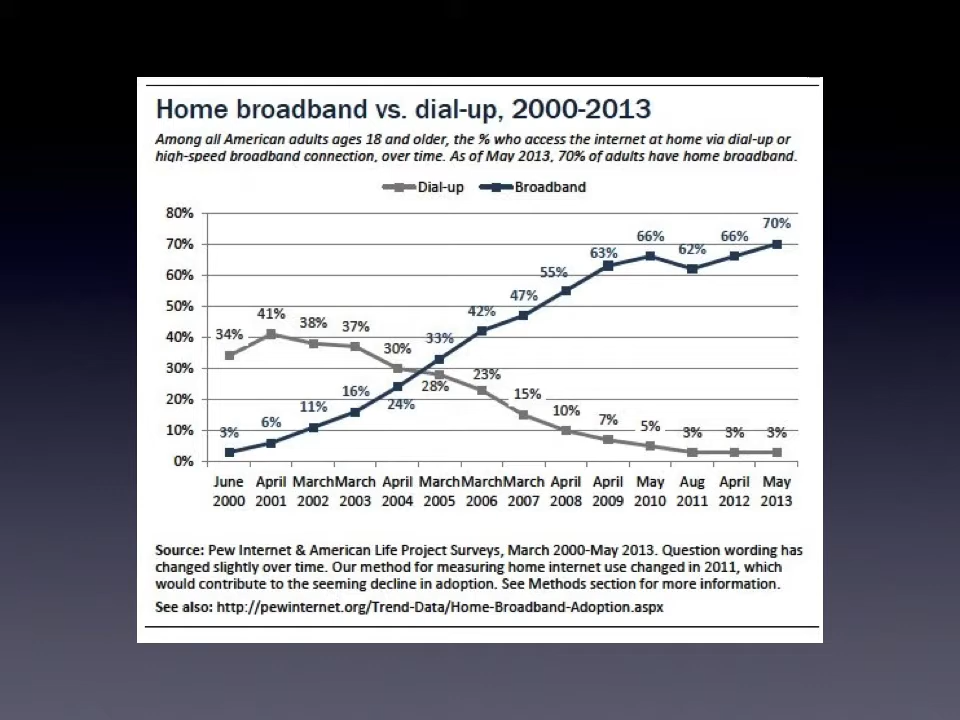 Home broadband vs. dial-up, 2000-2013
Among all American adults ages 18 and older, the % who access the internet at home via dial-up or
high-speed broadband connection, over time. As of May 2013, 70% of adults have home broadband.
Dial-up Broadband
80%
70%
60%
50%
40%
30%
20%
10%
0%
34% 41% 38% 37% 30% 28% 23% 15% 10% 7% 5% 3% 3% 3%
3% 6% 11% 16% 24% 33% 42% 47% 55% 63% 66% 62% 66% 70%
June April March March April March March March April April May Aug April May
2000 2001 2002 2003 2004 2005 2006 2007 2008 2009 2010 2011 2012 2013
Source: Pew Internet & American Life Project Surveys, March 2000-May 2013. Question wording has
changed slightly over time. Our method for measuring home internet use changed in 2011, which
would contribute to the seeming decline in adoption. See Methods section for more information.
See also: http://pewinternet.org/Trend-Data/Home-Broadband-Adoption.aspx